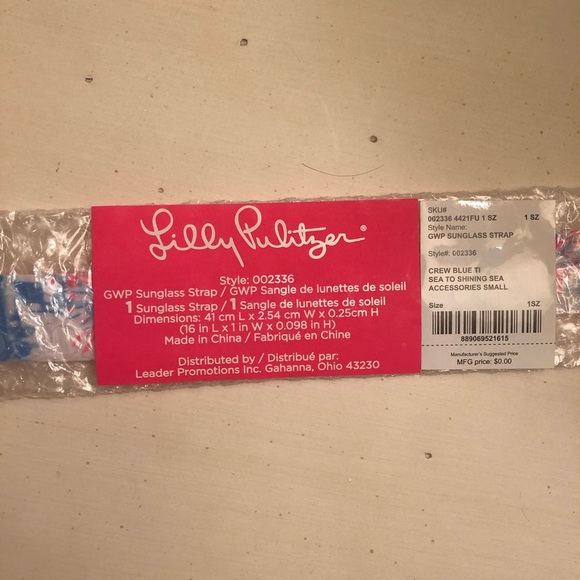 Lilly Pulitzer®
Style: 002336
GWP Sunglass Strap / GWP Sangle de lunettes de soleil
1 Sunglass Strap / 1 Sangle de lunettes de soleil
Dimensions: 41 cm L x 2.54 cm W x 0.25cm H
(16 in L x 1 in W x 0.098 in H)
Made in China / Fabriqué en Chine
Distributed by / Distribué par:
Leader Promotions Inc. Gahanna, Ohio 43230
SKU#
002336 4421FU 1 SZ 1 SZ
Style Name:
GWP SUNGLASS STRAP
Style#: 002336
CREW BLUE TI
SEA TO SHINING SEA
ACCESSORIES SMALL
Size 1SZ
889069521615
Manufacturer's Suggested Price
MFG price: $0.00